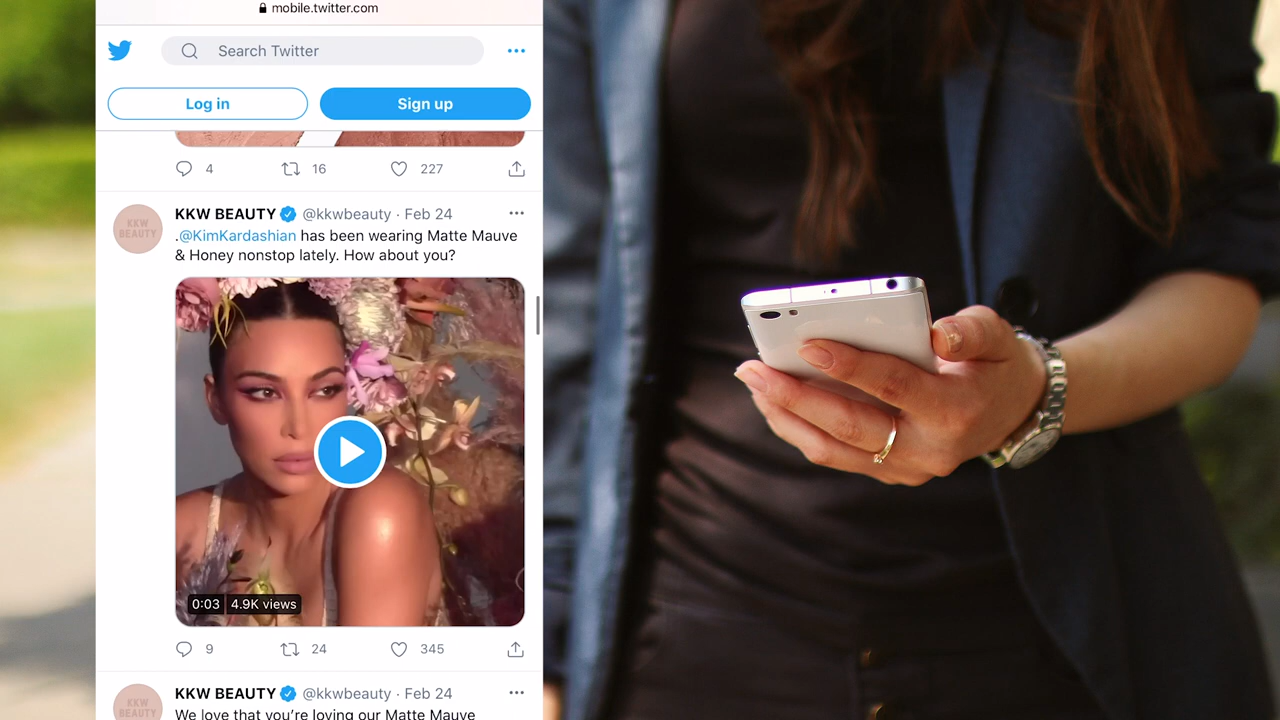 mobile.twitter.com
Search Twitter
Log in
Sign up
4
16
227
KKW BEAUTY @kkwbeauty · Feb 24
.@KimKardashian has been wearing Matte Mauve
& Honey nonstop lately. How about you?
KKW
BEAUTY
0:03 4.9K views
9
24
345
KKW BEAUTY @kkwbeauty · Feb 24
We love that you’re loving our Matte Mauve
KKW
BEAUTY